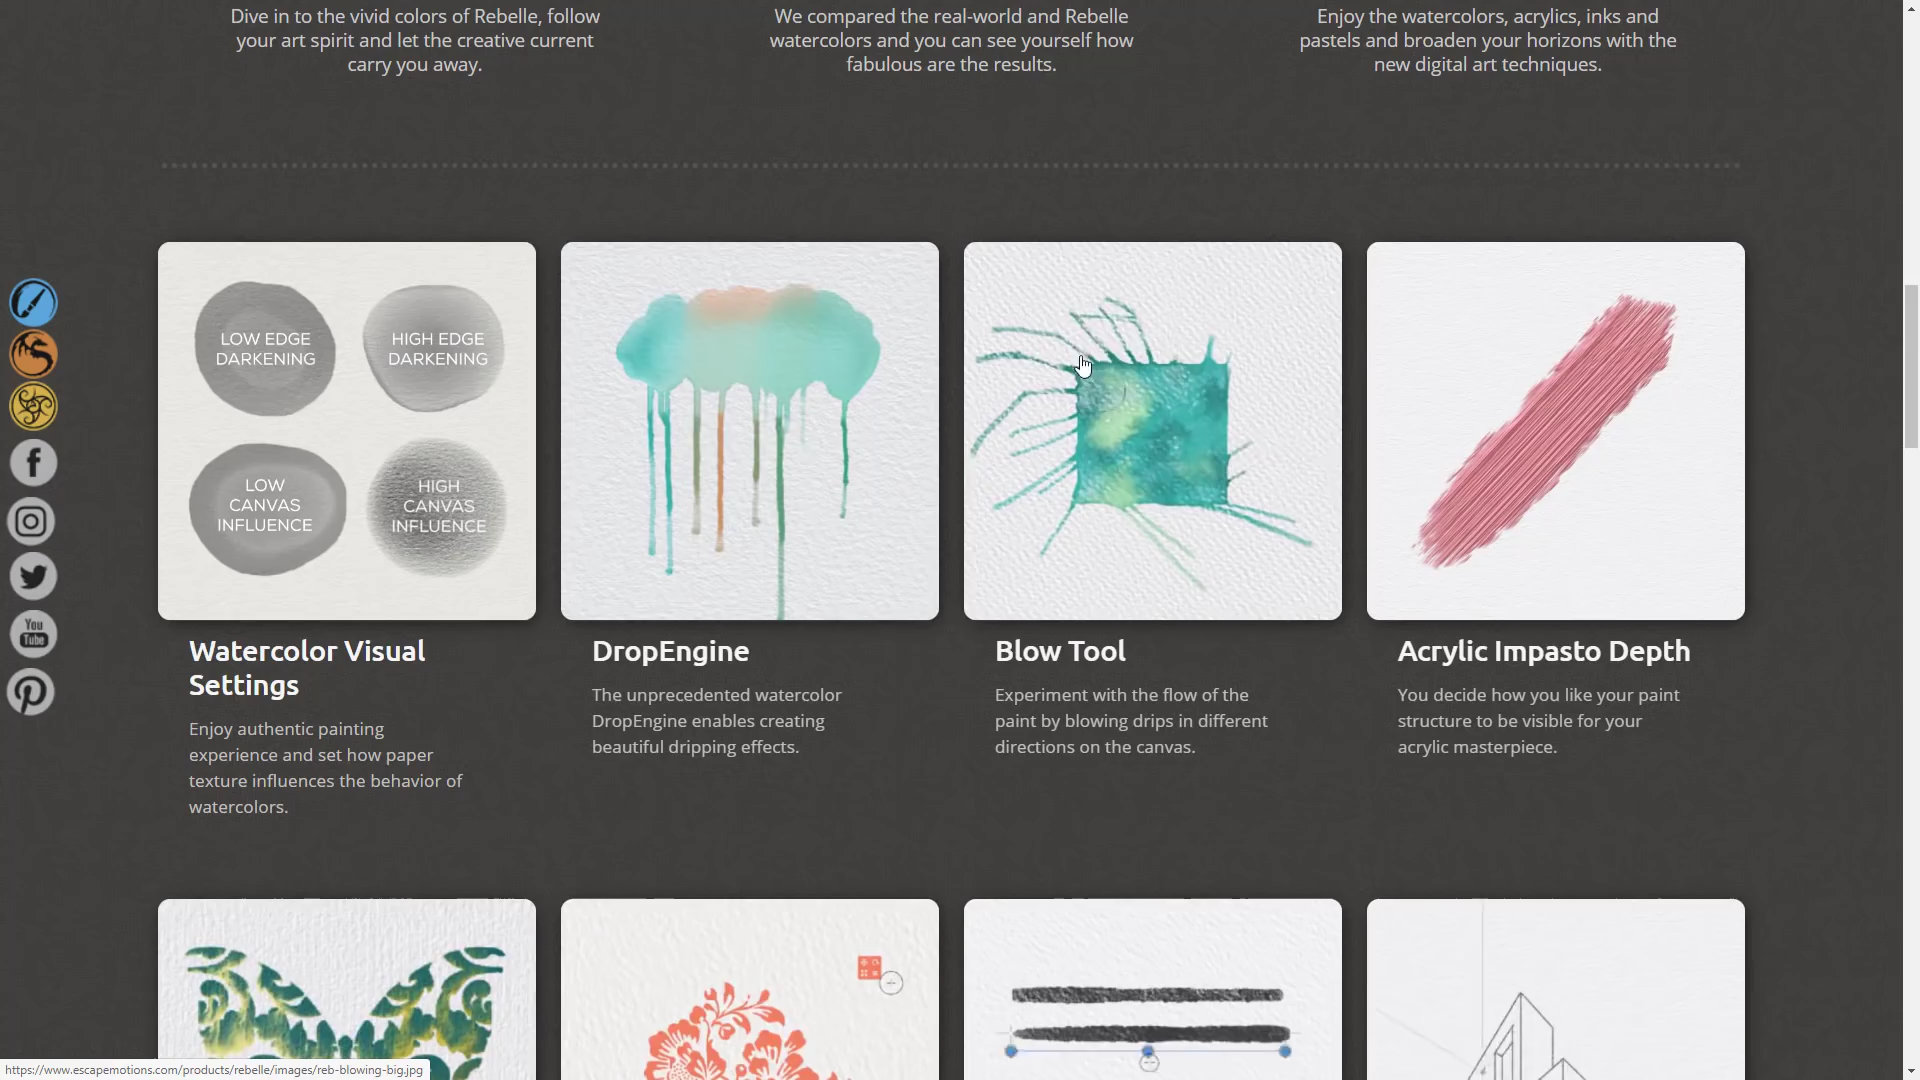 Dive in to the vivid colors of Rebelle, follow
your art spirit and let the creative current
carry you away.
We compared the real-world and Rebelle
watercolors and you can see yourself how
fabulous are the results.
Enjoy the watercolors, acrylics, inks and
pastels and broaden your horizons with the
new digital art techniques.
LOW EDGE
DARKENING
HIGH EDGE
DARKENING
LOW
CANVAS
INFLUENCE
HIGH
CANVAS
INFLUENCE
You
Tube
Watercolor Visual
Settings
Enjoy authentic painting
experience and set how paper
texture influences the behavior of
watercolors.
DropEngine
The unprecedented watercolor
DropEngine enables creating
beautiful dripping effects.
Blow Tool
Experiment with the flow of the
paint by blowing drips in different
directions on the canvas.
Acrylic Impasto Depth
You decide how you like your paint
structure to be visible for your
acrylic masterpiece.
https://www.escapemotions.com/products/rebelle/images/reb-blowing-big.jpg